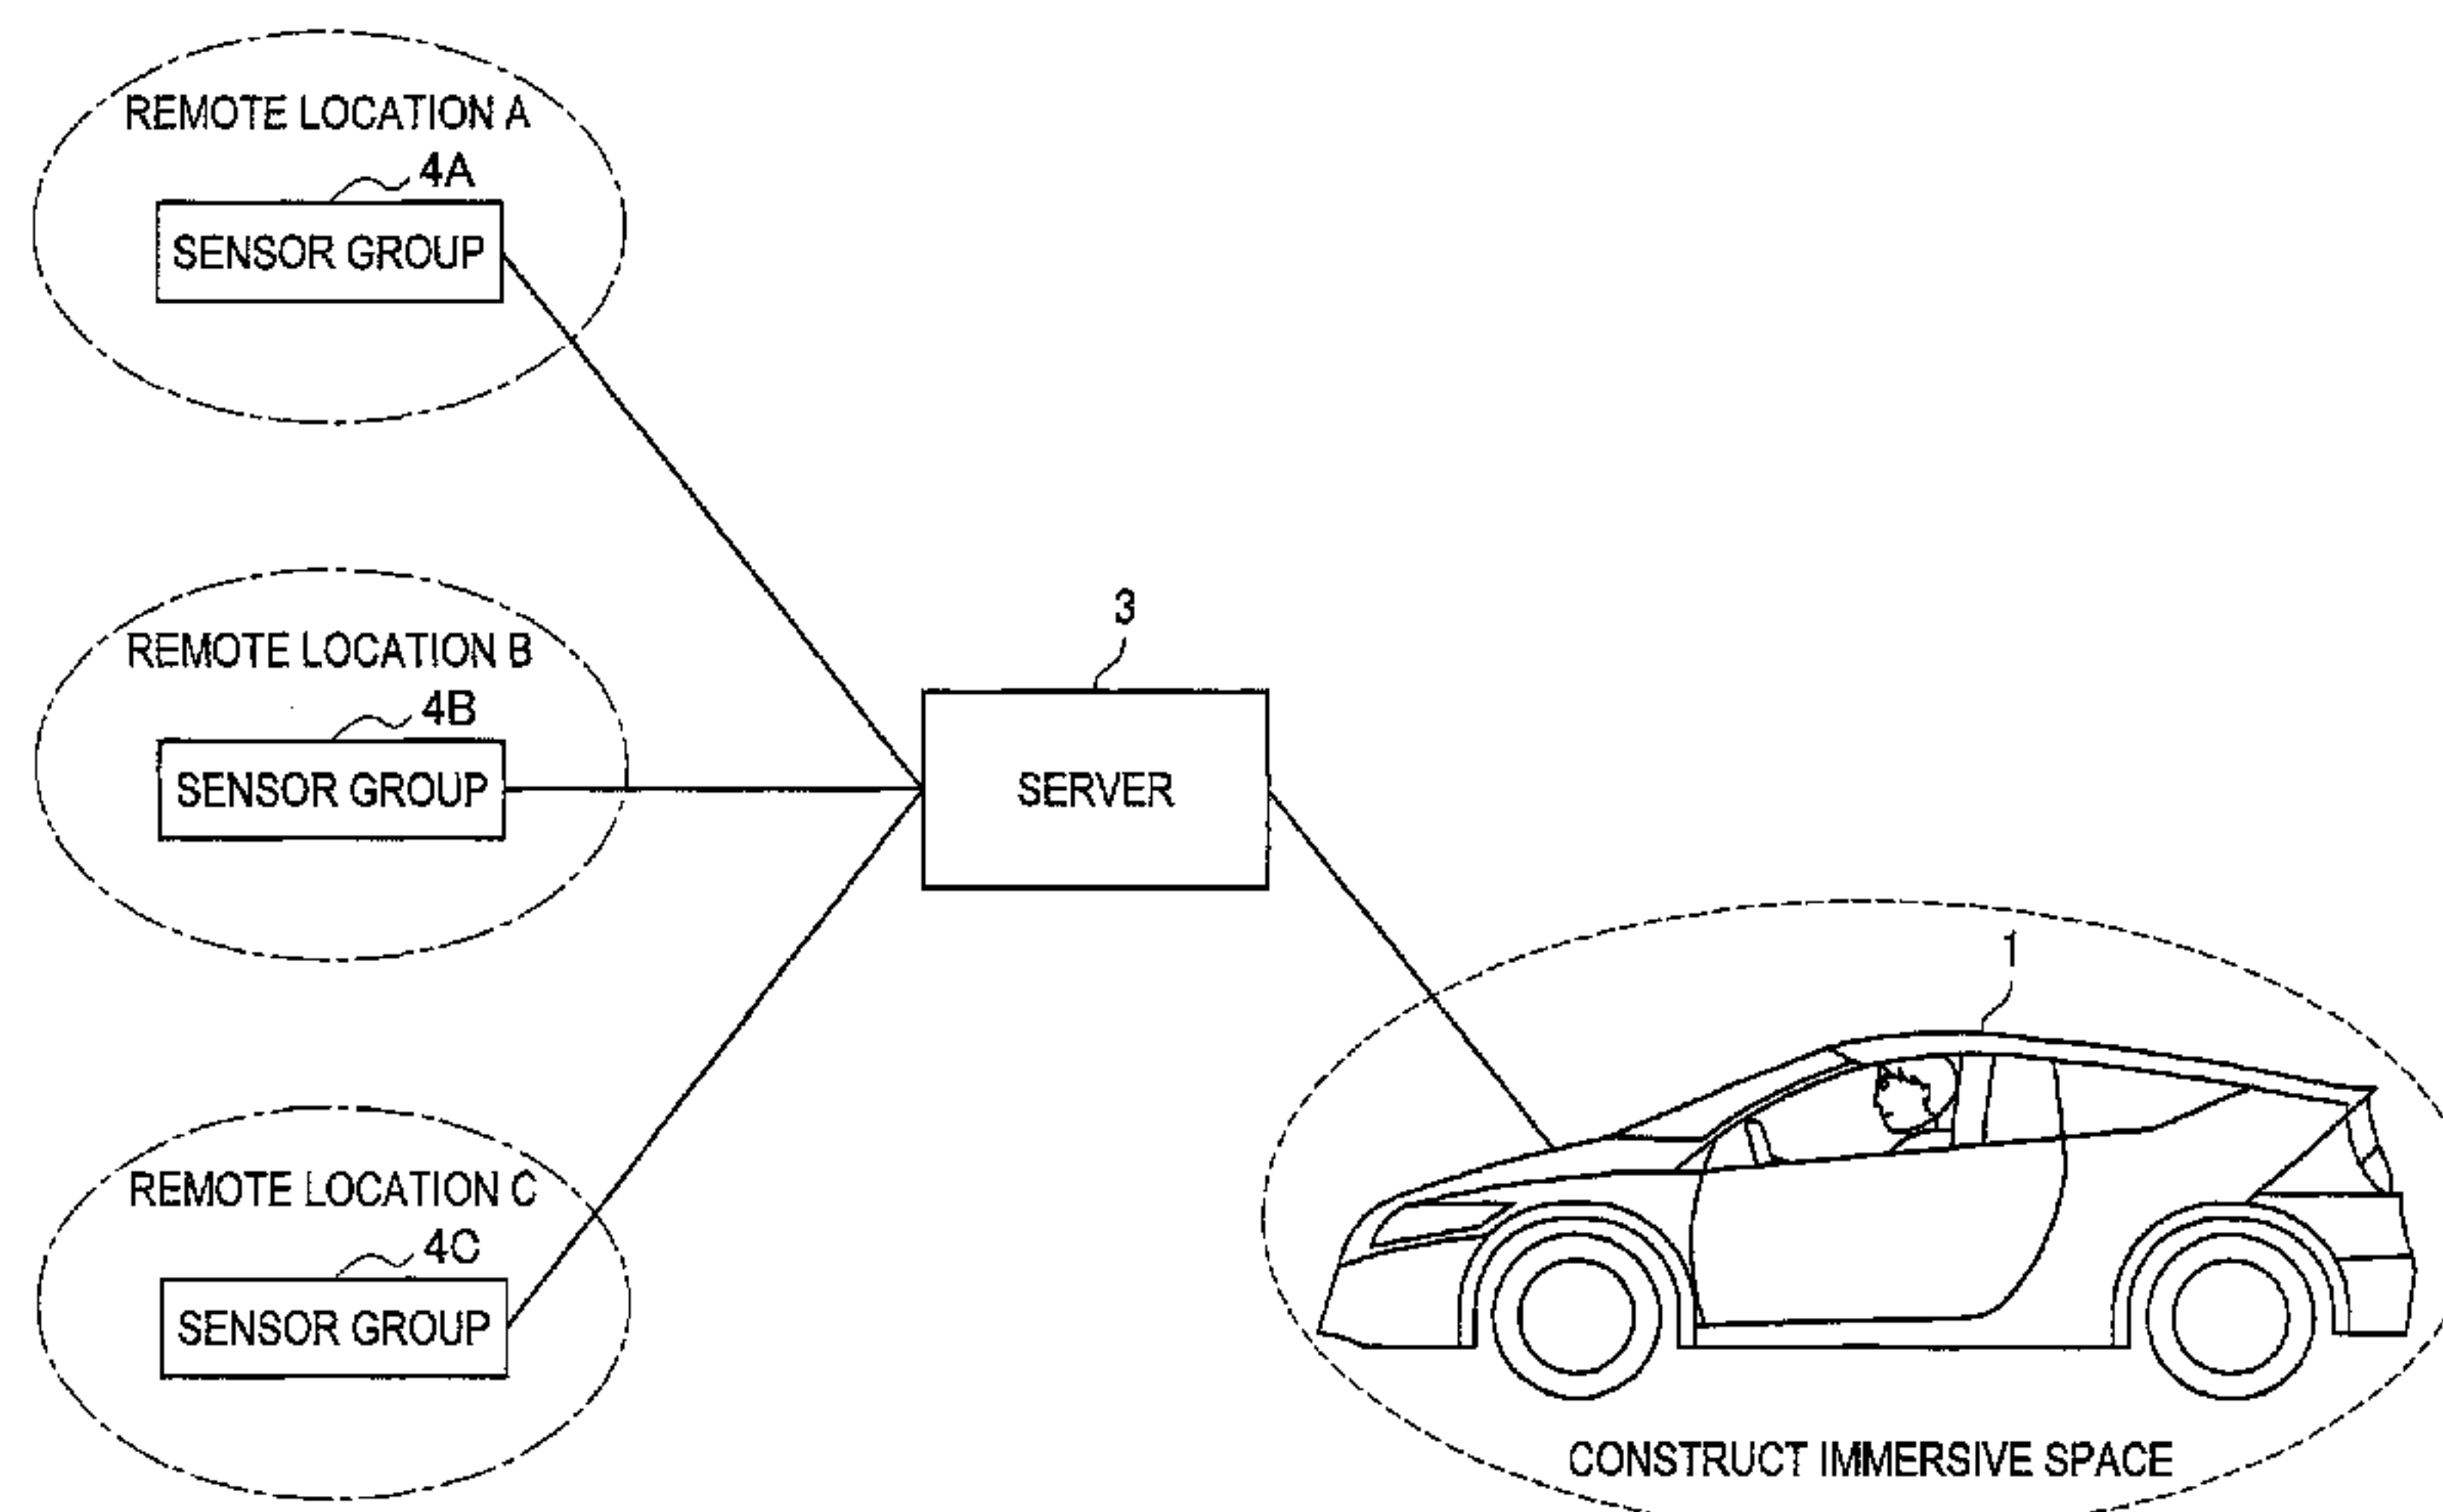 REMOTE LOCATION A
4A
SENSOR GROUP
REMOTE LOCATION B
4B
SENSOR GROUP
3
SERVER
REMOTE LOCATION C
4C
SENSOR GROUP
1
CONSTRUCT IMMERSIVE SPACE